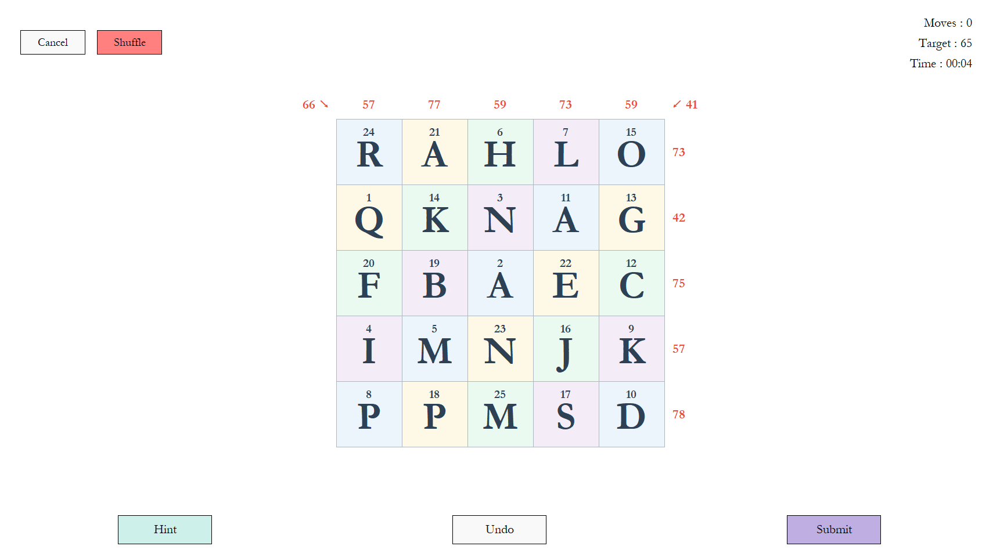 Cancel Shuffle
Moves : 0
Target : 65
Time : 00:04
66 ↘ 57 77 59 73 59 ↙ 41
24 21 6 7 15
R A H L O 73
1 14 3 11 13
Q K N A G 42
20 19 2 22 12
F B A E C 75
4 5 23 16 9
I M N J K 57
8 18 25 17 10
P P M S D 78
Hint Undo Submit